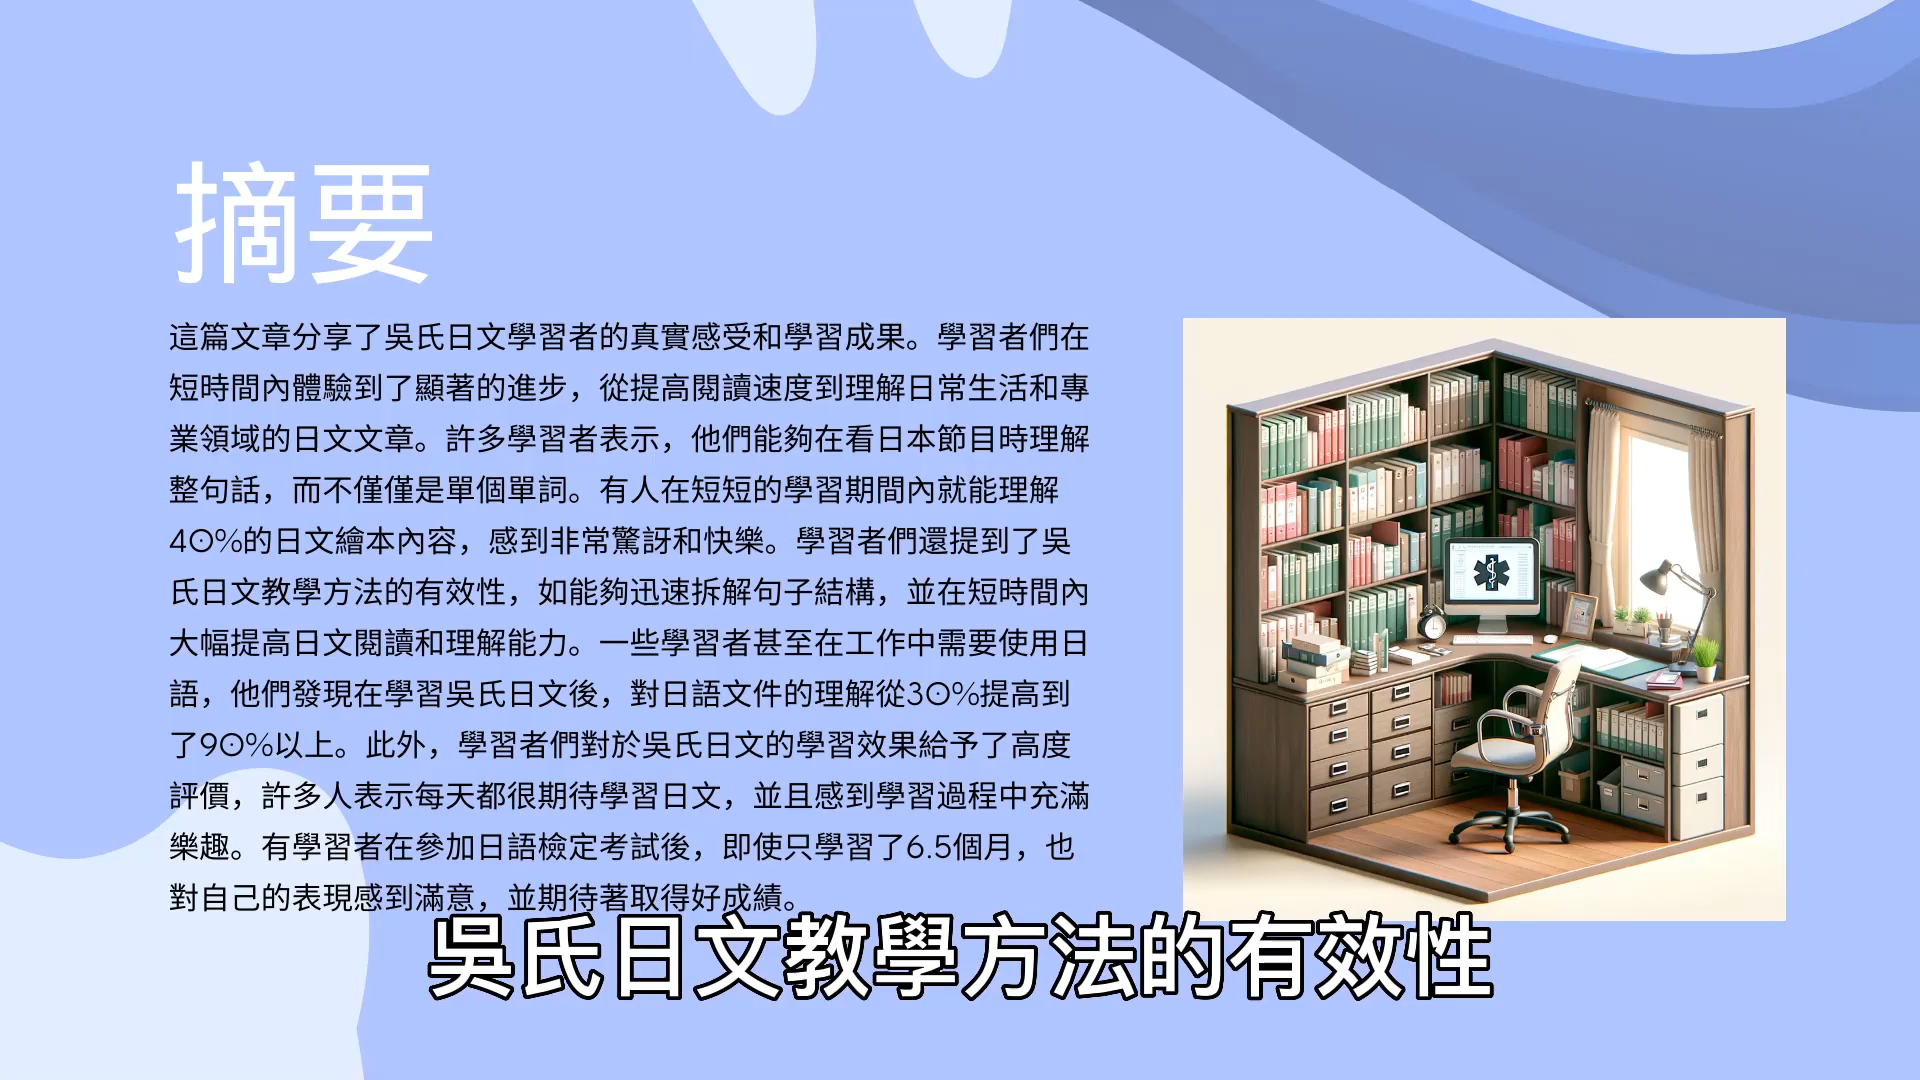 摘要
這篇文章分享了吳氏日文學習者的真實感受和學習成果。學習者們在
短時間內體驗到了顯著的進步，從提高閱讀速度到理解日常生活和專
業領域的日文文章。許多學習者表示，他們能夠在看日本節目時理解
整句話，而不僅僅是單個單詞。有人在短短的學習期間內就能理解
40%的日文繪本內容，感到非常驚訝和快樂。學習者們還提到了吳
氏日文教學方法的有效性，如能夠迅速拆解句子結構，並在短時間內
大幅提高日文閱讀和理解能力。一些學習者甚至在工作中需要使用日
語，他們發現在學習吳氏日文後，對日語文件的理解從30%提高到
了90%以上。此外，學習者們對於吳氏日文的學習效果給予了高度
評價，許多人表示每天都很期待學習日文，並且感到學習過程中充滿
樂趣。有學習者在參加日語檢定考試後，即使只學習了6.5個月，也
對自己的表現感到滿意，並期待著取得好成績。
吳氏日文教學方法的有效性